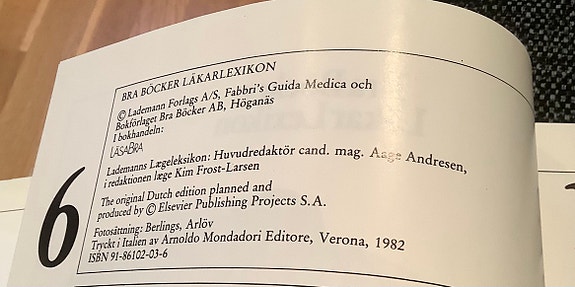 BRA BÖCKER LÄKARLEXIKON
© Lademann Forlags A/S, Fabbri's Guida Medica och
Bokförlaget Bra Böcker AB, Höganäs
I bokhandeln:
LÄSABRA
Lademanns Lægeleksikon: Huvudredaktör cand. mag. Aage Andresen,
i redaktionen læge Kim Frost-Larsen
The original Dutch edition planned and
produced by © Elsevier Publishing Projects S.A.
Fotosättning: Berlings, Arlöv
Tryckt i Italien av Arnoldo Mondadori Editore, Verona, 1982
ISBN 91-86102-03-6
6